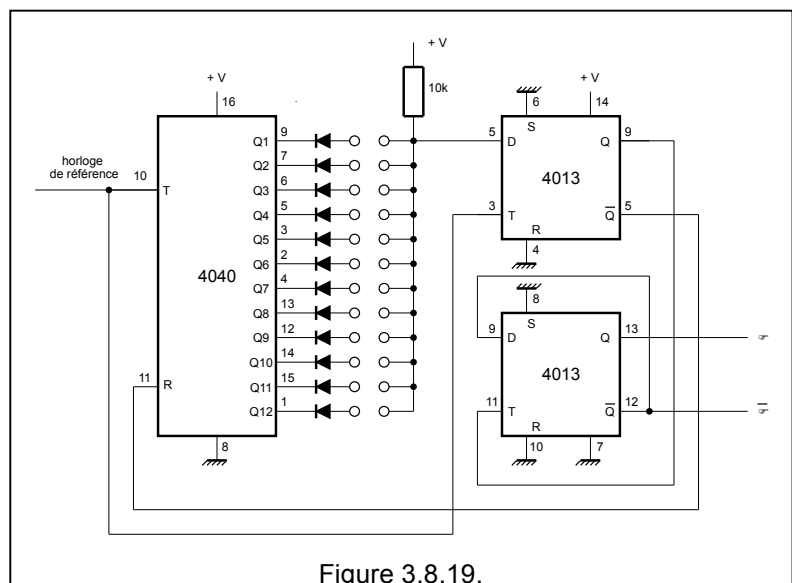 + V
+ V
10k
+ V
16
6
14
horloge
de référence
10
T
Q1
9
Q2
7
Q3
6
Q4
5
Q5
3
Q6
2
Q7
4
Q8
13
Q9
12
Q10
14
Q11
15
Q12
1
4040
11
R
8
5
D
S
Q
9
4013
3
T
Q̅
5
R
4
8
9
D
S
Q
13
4013
11
T
Q̅
12
R
10
7
Figure 3.8.19.